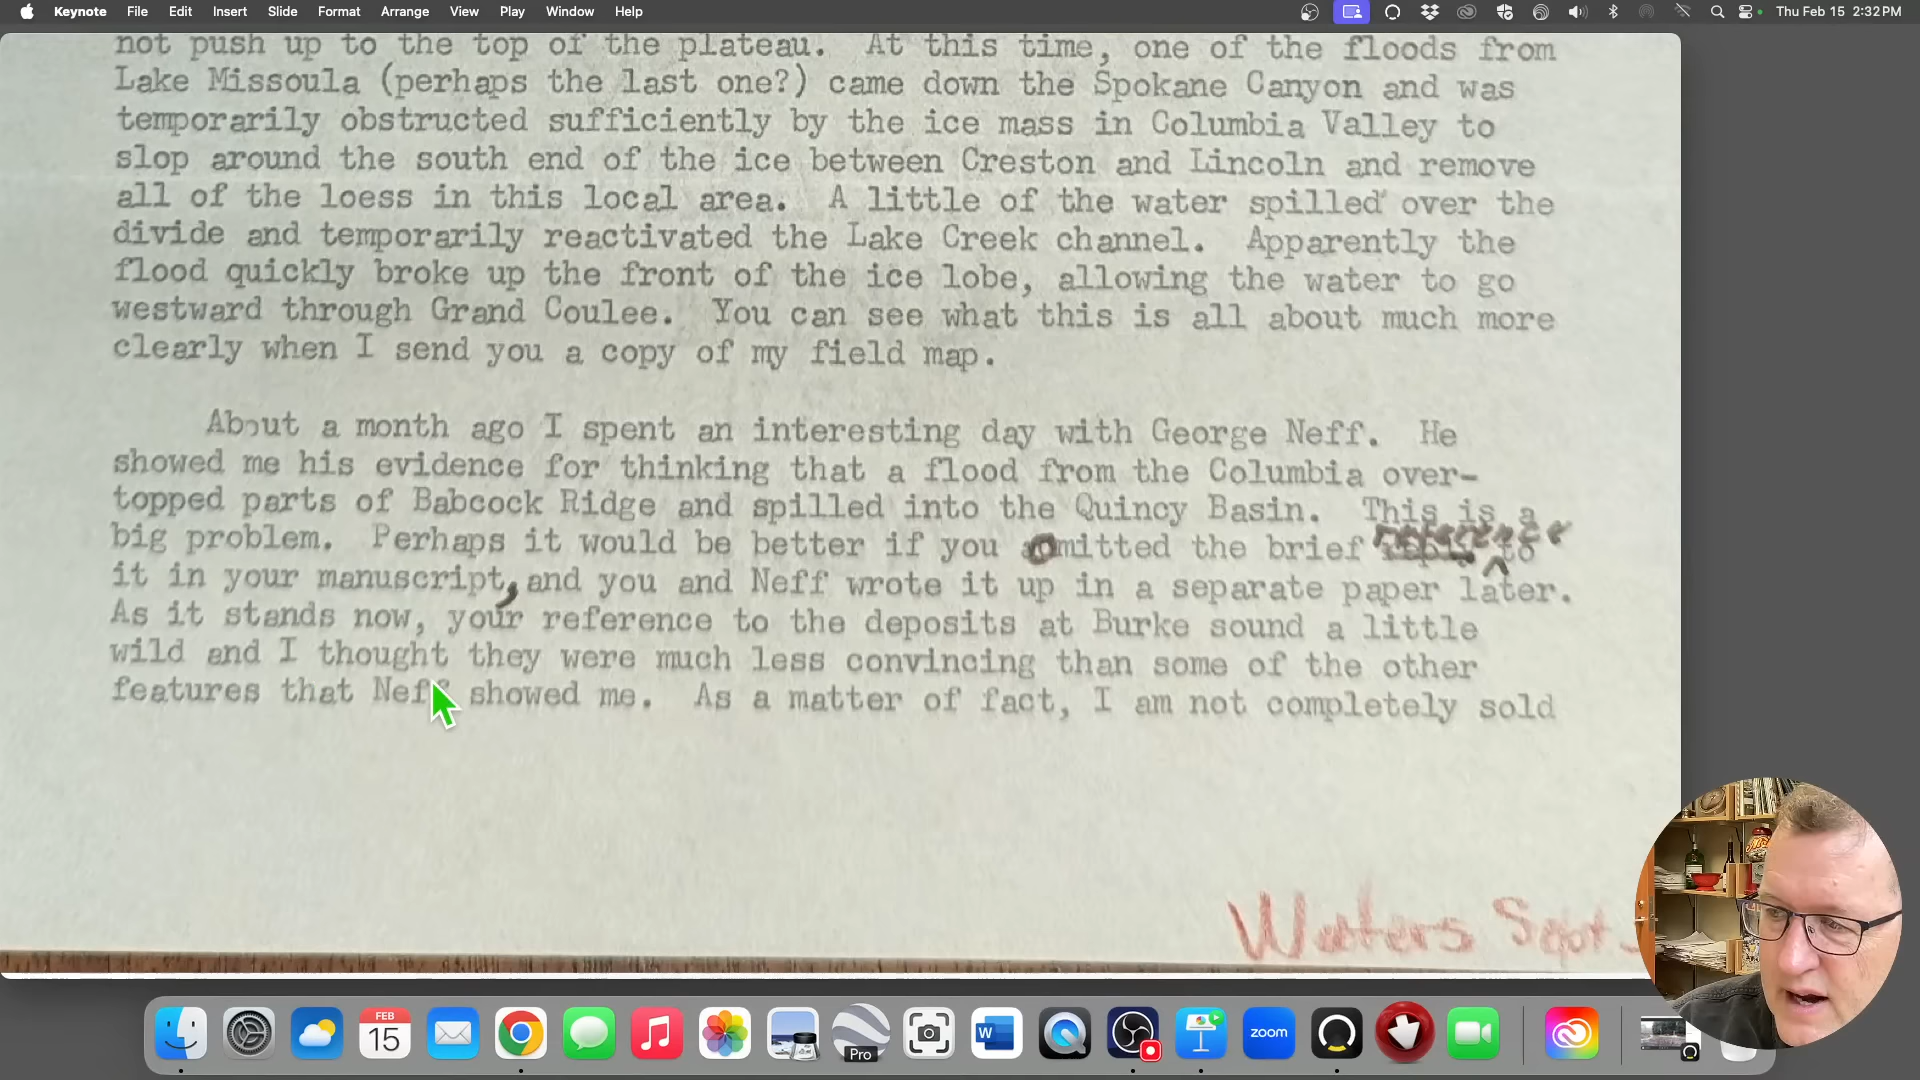 Keynote File Edit Insert Slide Format Arrange View Play Window Help Thu Feb 15 2:32 PM
not push up to the top of the plateau. At this time, one of the floods from
Lake Missoula (perhaps the last one?) came down the Spokane Canyon and was
temporarily obstructed sufficiently by the ice mass in Columbia Valley to
slop around the south end of the ice between Creston and Lincoln and remove
all of the loess in this local area. A little of the water spilled over the
divide and temporarily reactivated the Lake Creek channel. Apparently the
flood quickly broke up the front of the ice lobe, allowing the water to go
westward through Grand Coulee. You can see what this is all about much more
clearly when I send you a copy of my field map.
About a month ago I spent an interesting day with George Neff. He
showed me his evidence for thinking that a flood from the Columbia over-
topped parts of Babcock Ridge and spilled into the Quincy Basin. This is a
big problem. Perhaps it would be better if you omitted the brief reference to
it in your manuscript, and you and Neff wrote it up in a separate paper later.
As it stands now, your reference to the deposits at Burke sound a little
wild and I thought they were much less convincing than some of the other
features that Neff showed me. As a matter of fact, I am not completely sold
Waters Sept.
FEB
15
Pro
W
zoom